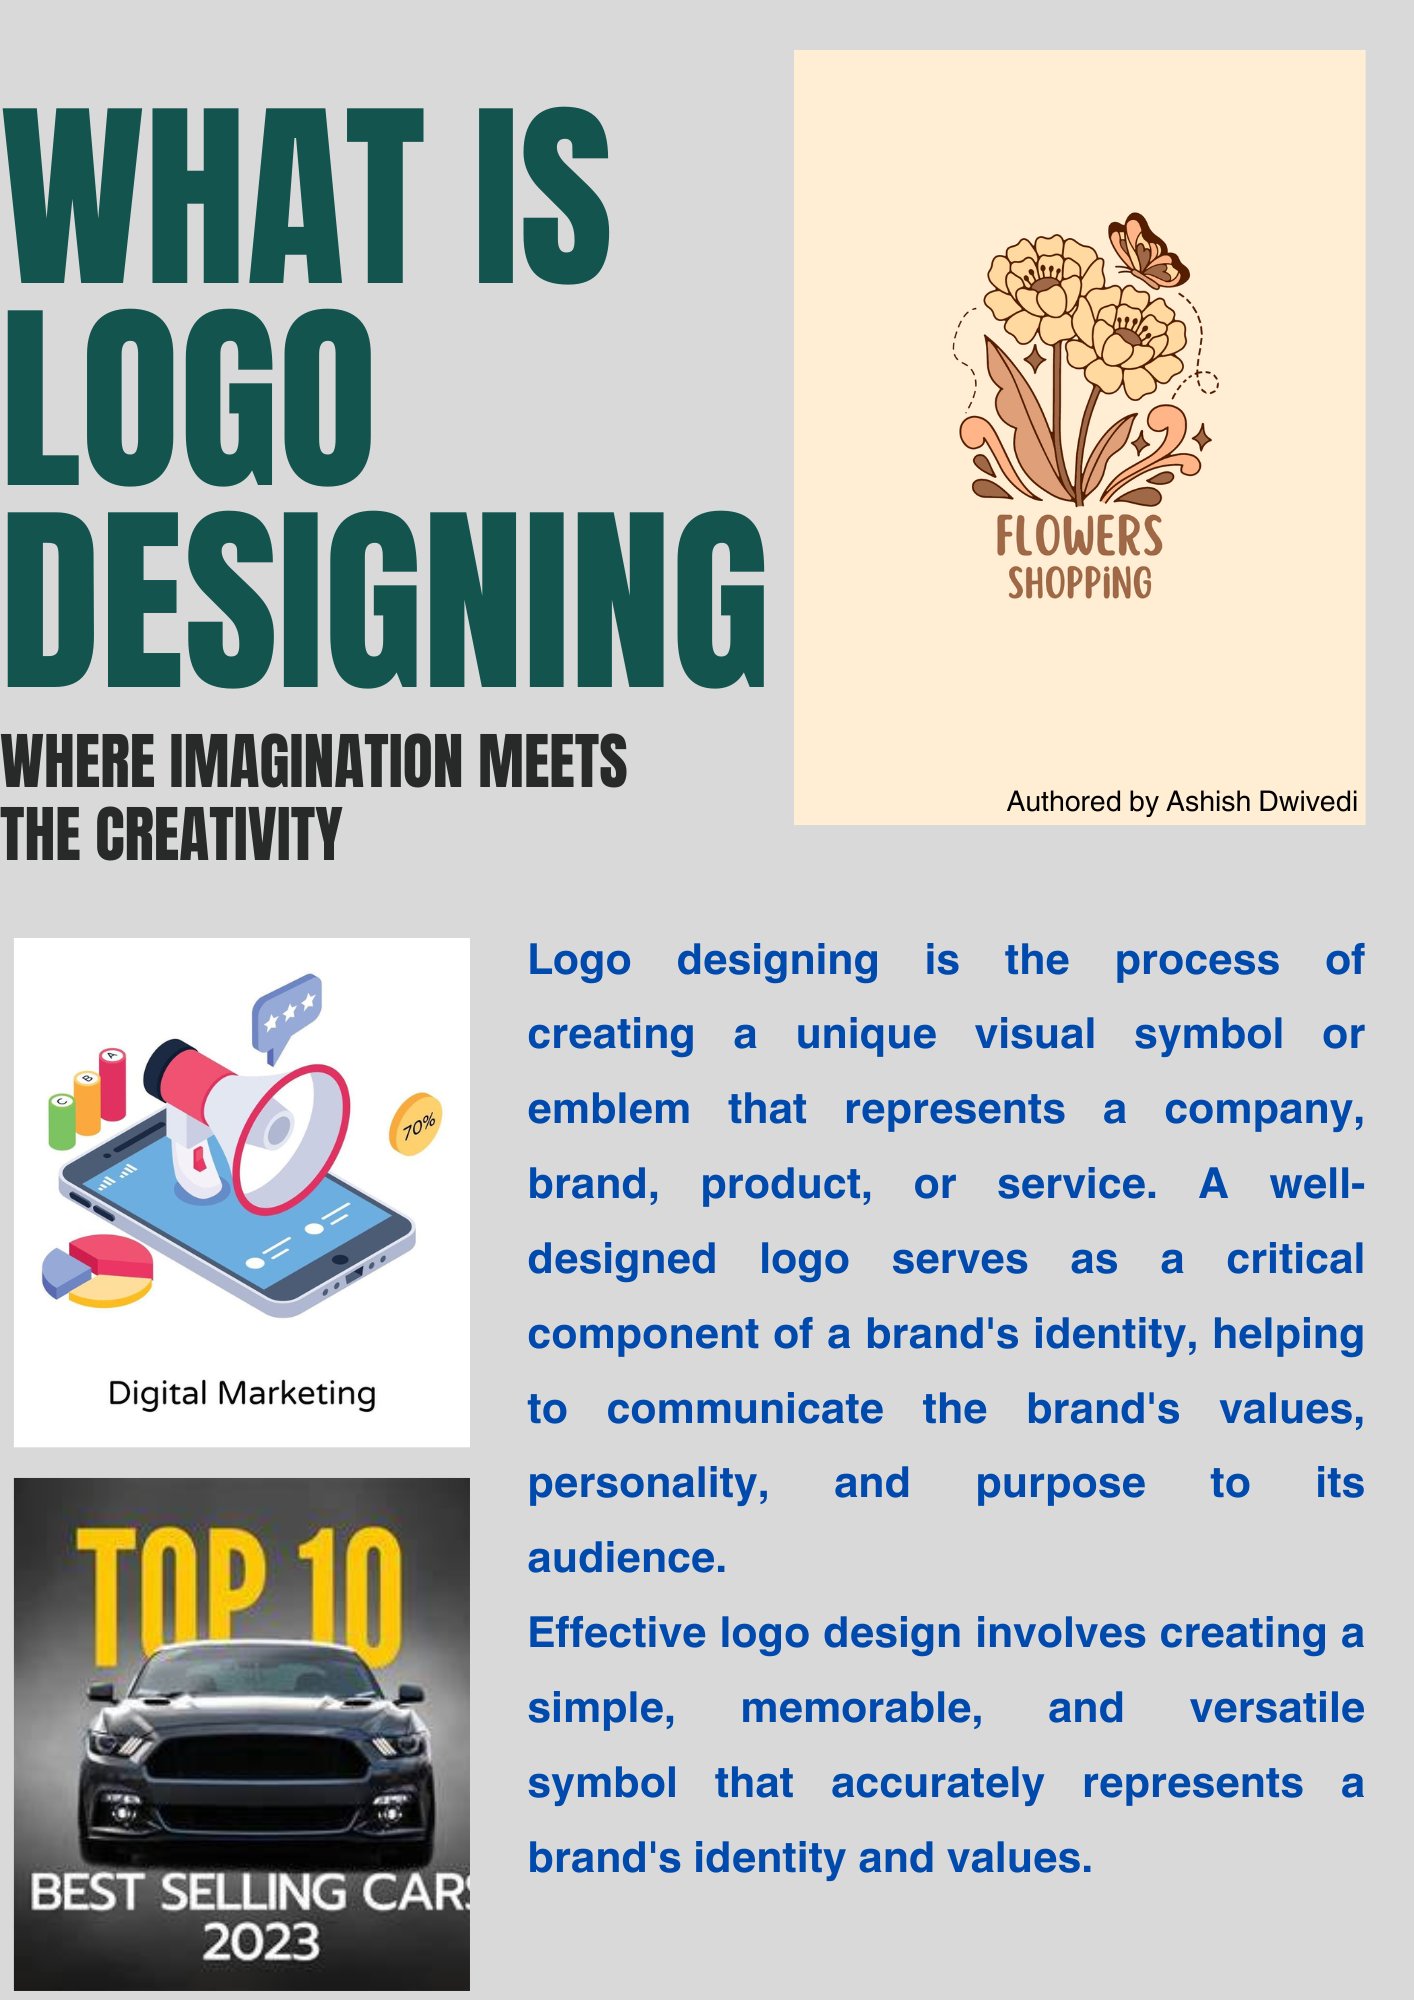 WHAT IS
LOGO
DESIGNING
WHERE IMAGINATION MEETS
THE CREATIVITY
FLOWERS
SHOPPiNG
Authored by Ashish Dwivedi
A
B
C
70%
Digital Marketing
TOP 10
BEST SELLING CARS
2023
Logo designing is the process of
creating a unique visual symbol or
emblem that represents a company,
brand, product, or service. A well-
designed logo serves as a critical
component of a brand's identity, helping
to communicate the brand's values,
personality, and purpose to its
audience.
Effective logo design involves creating a
simple, memorable, and versatile
symbol that accurately represents a
brand's identity and values.